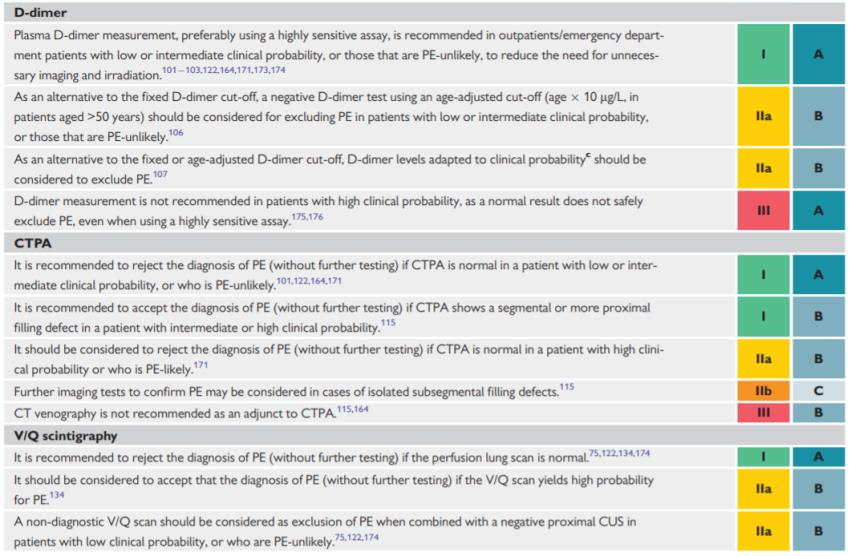 D-dimer
Plasma D-dimer measurement, preferably using a highly sensitive assay, is recommended in outpatients/emergency depart-
ment patients with low or intermediate clinical probability, or those that are PE-unlikely, to reduce the need for unneces-
sary imaging and irradiation.101–103,122,164,171,173,174
I
A
As an alternative to the fixed D-dimer cut-off, a negative D-dimer test using an age-adjusted cut-off (age × 10 µg/L, in
patients aged >50 years) should be considered for excluding PE in patients with low or intermediate clinical probability,
or those that are PE-unlikely.106
IIa
B
As an alternative to the fixed or age-adjusted D-dimer cut-off, D-dimer levels adapted to clinical probabilityc should be
considered to exclude PE.107
IIa
B
D-dimer measurement is not recommended in patients with high clinical probability, as a normal result does not safely
exclude PE, even when using a highly sensitive assay.175,176
III
A
CTPA
It is recommended to reject the diagnosis of PE (without further testing) if CTPA is normal in a patient with low or inter-
mediate clinical probability, or who is PE-unlikely.101,122,164,171
I
A
It is recommended to accept the diagnosis of PE (without further testing) if CTPA shows a segmental or more proximal
filling defect in a patient with intermediate or high clinical probability.115
I
B
It should be considered to reject the diagnosis of PE (without further testing) if CTPA is normal in a patient with high clini-
cal probability or who is PE-likely.171
IIa
B
Further imaging tests to confirm PE may be considered in cases of isolated subsegmental filling defects.115
IIb
C
CT venography is not recommended as an adjunct to CTPA.115,164
III
B
V/Q scintigraphy
It is recommended to reject the diagnosis of PE (without further testing) if the perfusion lung scan is normal.75,122,134,174
I
A
It should be considered to accept that the diagnosis of PE (without further testing) if the V/Q scan yields high probability
for PE.134
IIa
B
A non-diagnostic V/Q scan should be considered as exclusion of PE when combined with a negative proximal CUS in
patients with low clinical probability, or who are PE-unlikely.75,122,174
IIa
B